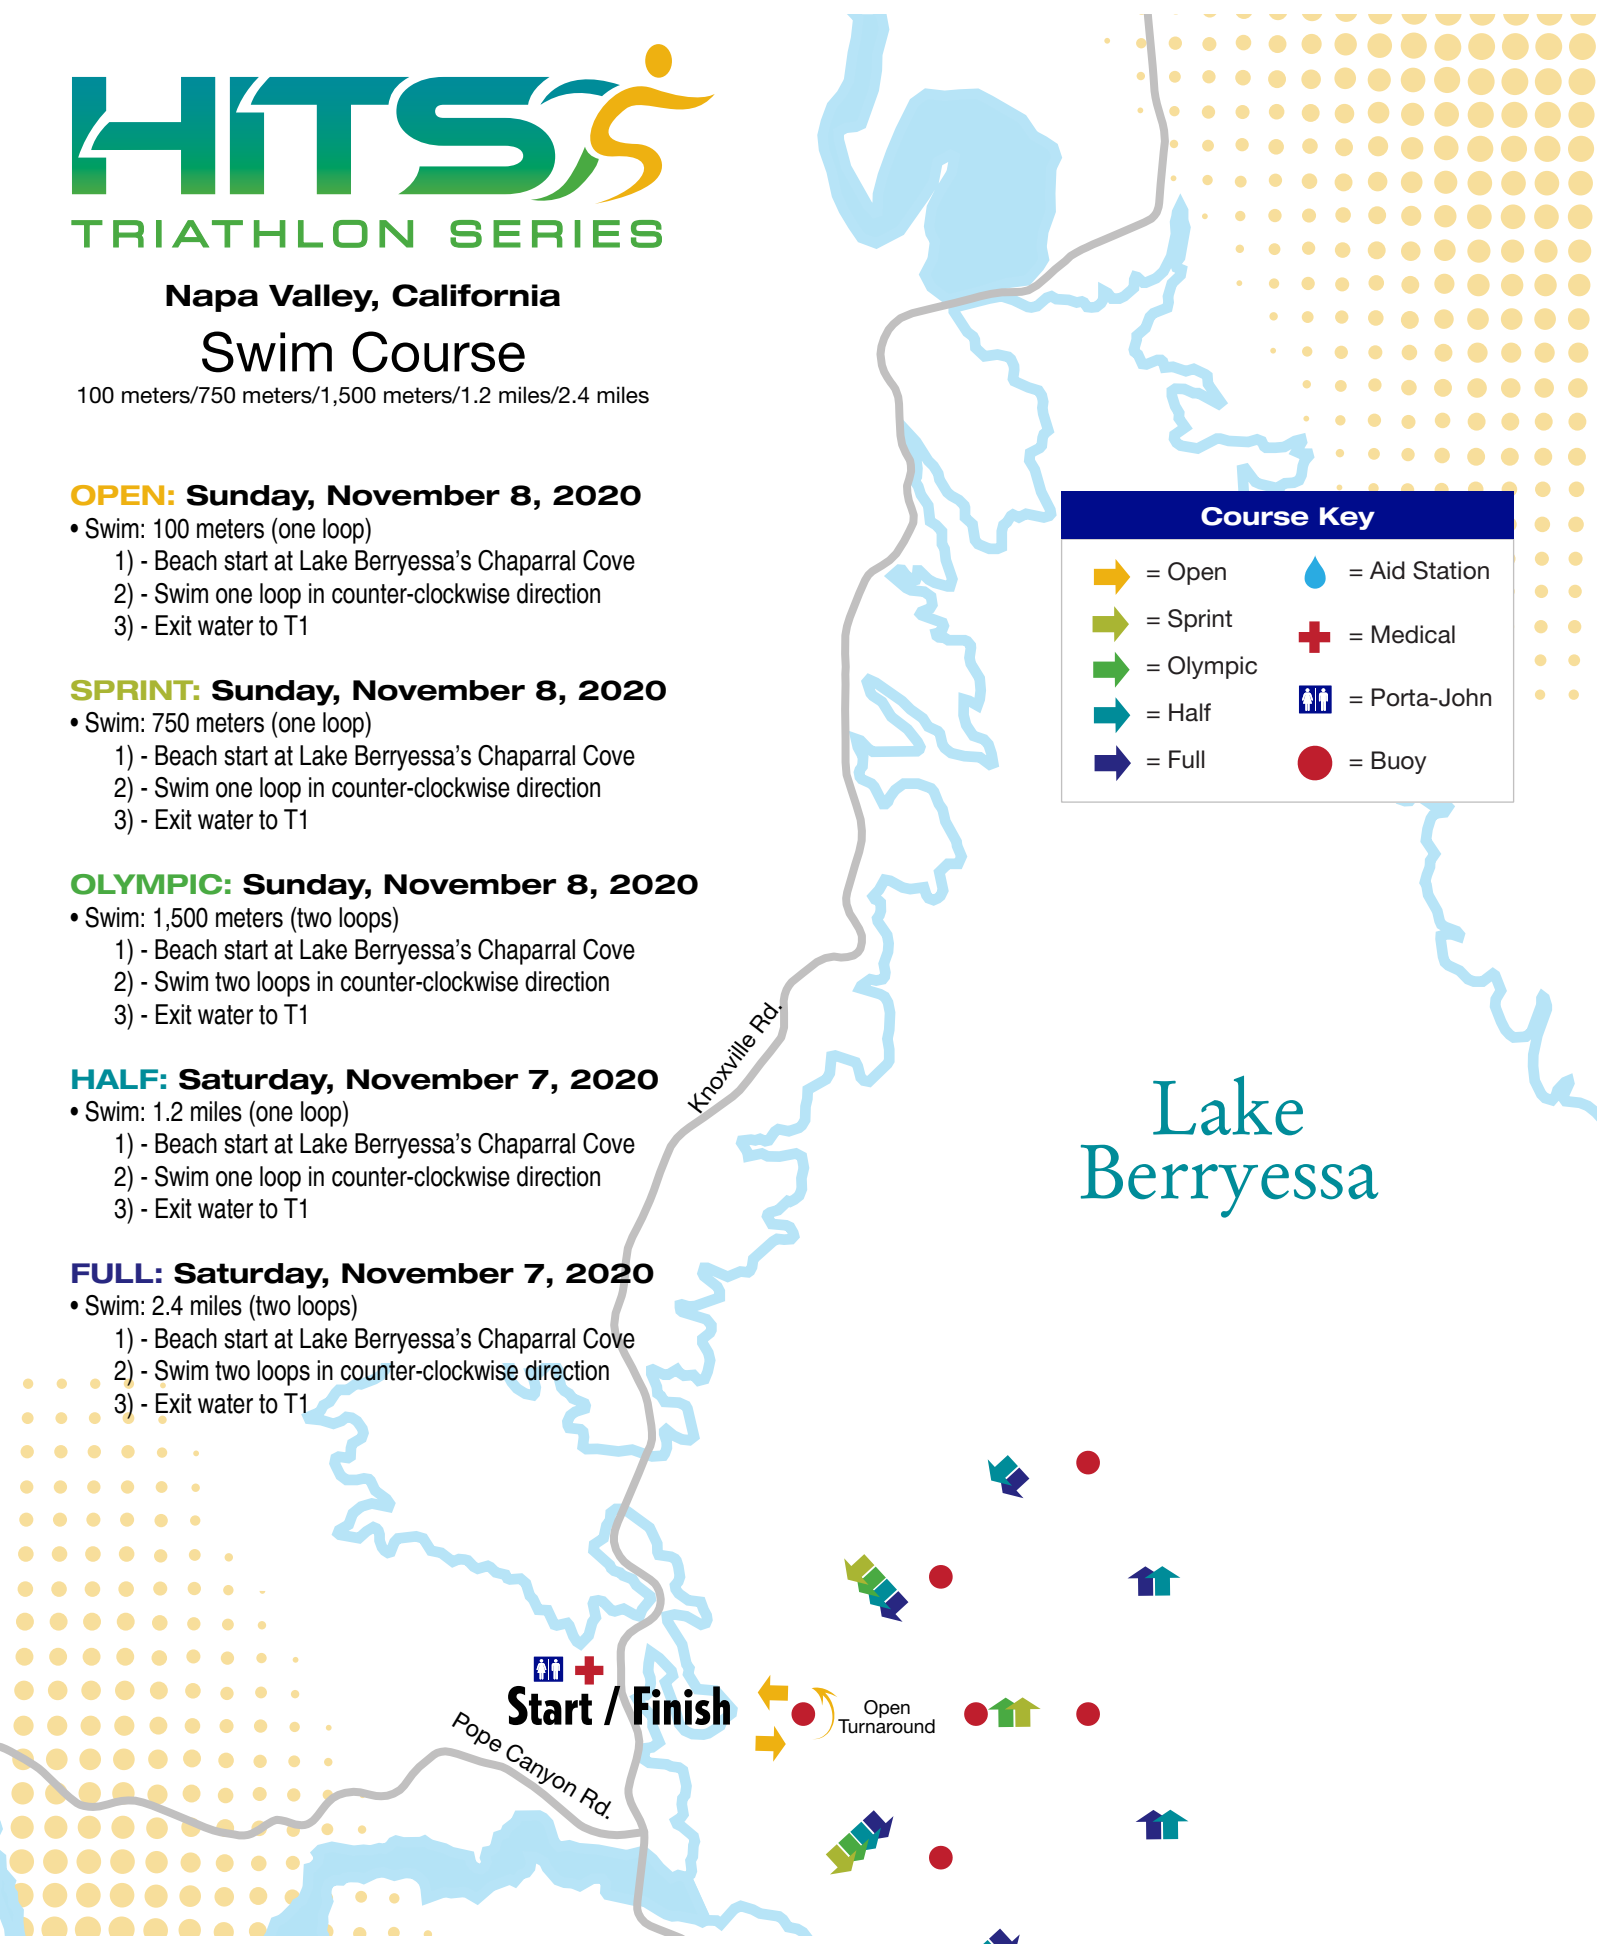 HITS
TRIATHLON SERIES
Napa Valley, California
Swim Course
100 meters/750 meters/1,500 meters/1.2 miles/2.4 miles
OPEN: Sunday, November 8, 2020
• Swim: 100 meters (one loop)
1) - Beach start at Lake Berryessa's Chaparral Cove
2) - Swim one loop in counter-clockwise direction
3) - Exit water to T1
SPRINT: Sunday, November 8, 2020
• Swim: 750 meters (one loop)
1) - Beach start at Lake Berryessa's Chaparral Cove
2) - Swim one loop in counter-clockwise direction
3) - Exit water to T1
OLYMPIC: Sunday, November 8, 2020
• Swim: 1,500 meters (two loops)
1) - Beach start at Lake Berryessa's Chaparral Cove
2) - Swim two loops in counter-clockwise direction
3) - Exit water to T1
HALF: Saturday, November 7, 2020
• Swim: 1.2 miles (one loop)
1) - Beach start at Lake Berryessa's Chaparral Cove
2) - Swim one loop in counter-clockwise direction
3) - Exit water to T1
FULL: Saturday, November 7, 2020
• Swim: 2.4 miles (two loops)
1) - Beach start at Lake Berryessa's Chaparral Cove
2) - Swim two loops in counter-clockwise direction
3) - Exit water to T1
Course Key
= Open
= Sprint
= Olympic
= Half
= Full
= Aid Station
= Medical
= Porta-John
= Buoy
Knoxville Rd.
Lake
Berryessa
Start / Finish
Open
Turnaround
Pope Canyon Rd.